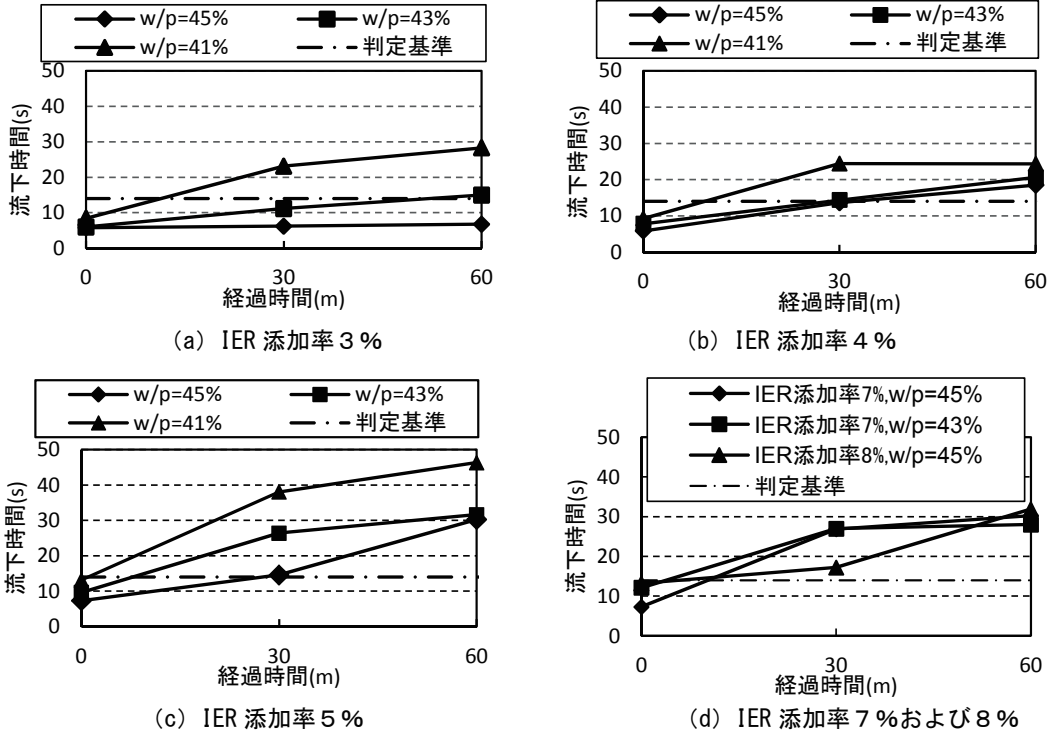 w/p=45%
w/p=43%
w/p=41%
判定基準
50
40
30
20
10
0
0
30
60
流下時間(s)
経過時間(m)
(a) IER 添加率３％
w/p=45%
w/p=43%
w/p=41%
判定基準
50
40
30
20
10
0
0
30
60
流下時間(s)
経過時間(m)
(b) IER 添加率４％
w/p=45%
w/p=43%
w/p=41%
判定基準
50
40
30
20
10
0
0
30
60
流下時間(s)
経過時間(m)
(c) IER 添加率５％
IER添加率7%,w/p=45%
IER添加率7%,w/p=43%
IER添加率8%,w/p=45%
判定基準
50
40
30
20
10
0
0
30
60
流下時間(s)
経過時間(m)
(d) IER 添加率７％および８％